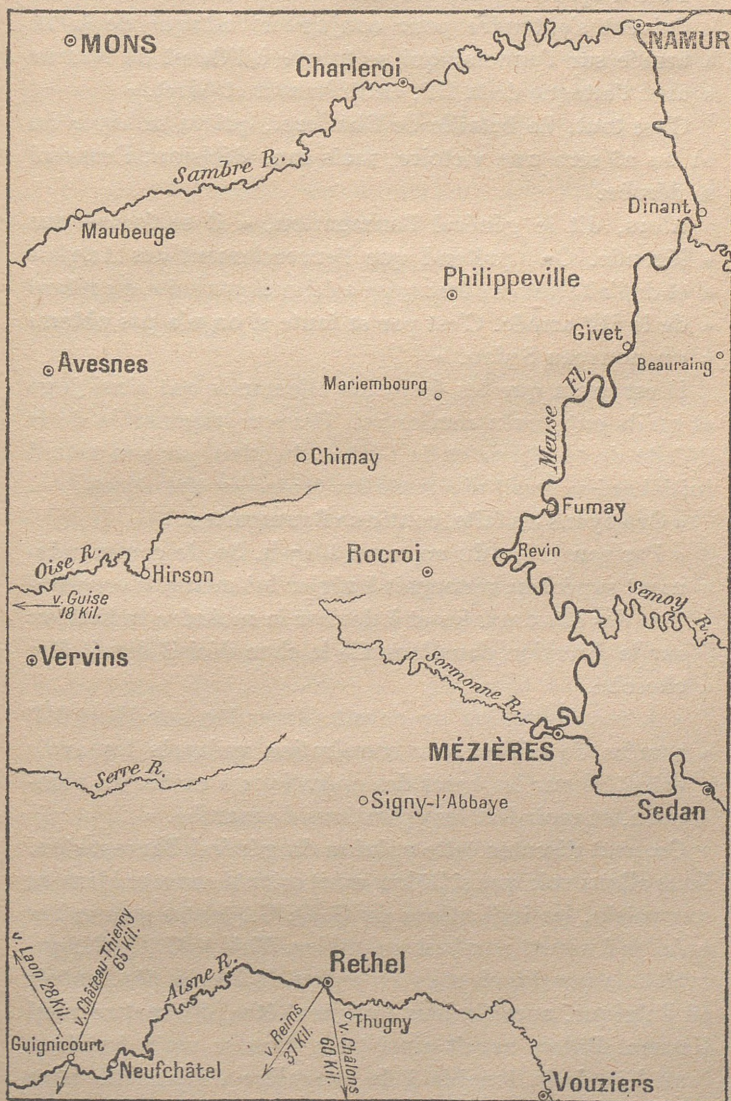 MONS
NAMUR
Charleroi
Sambre R.
Maubeuge
Dinant
Philippeville
Givet
Beauraing
Avesnes
Mariembourg
Meuse Fl.
Chimay
Fumay
Oise R.
Hirson
Rocroi
Revin
v. Guise
18 Kil.
Semoy R.
Vervins
Sormonne R.
MÉZIÈRES
Serre R.
Signy-l'Abbaye
Sedan
v. Laon 28 Kil.
v. Château-Thierry
65 Kil.
Aisne R.
Rethel
Guignicourt
Neufchâtel
v. Reims
37 Kil.
Thugny
v. Châlons
60 Kil.
Vouziers